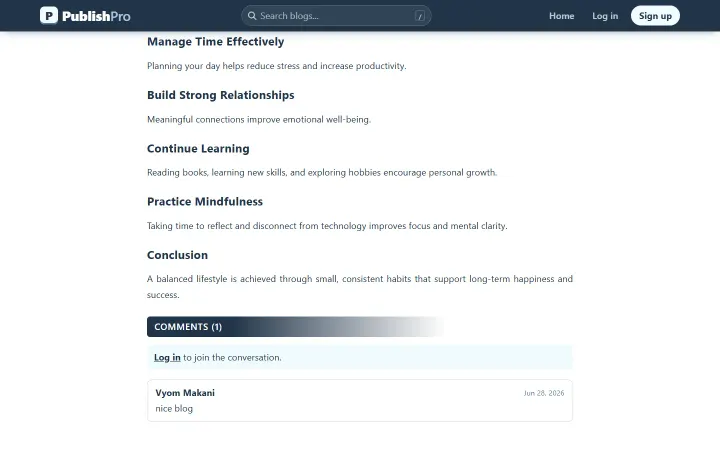 P PublishPro
Search blogs... /
Home Log in Sign up
Manage Time Effectively
Planning your day helps reduce stress and increase productivity.
Build Strong Relationships
Meaningful connections improve emotional well-being.
Continue Learning
Reading books, learning new skills, and exploring hobbies encourage personal growth.
Practice Mindfulness
Taking time to reflect and disconnect from technology improves focus and mental clarity.
Conclusion
A balanced lifestyle is achieved through small, consistent habits that support long-term happiness and
success.
COMMENTS (1)
Log in to join the conversation.
Vyom Makani Jun 28, 2026
nice blog